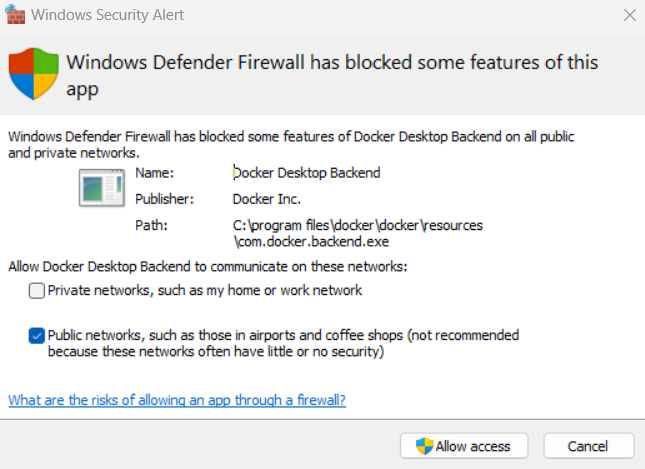 Windows Security Alert
Windows Defender Firewall has blocked some features of this
app
Windows Defender Firewall has blocked some features of Docker Desktop Backend on all public
and private networks.
Name: Docker Desktop Backend
Publisher: Docker Inc.
Path: C:\program files\docker\docker\resources
\com.docker.backend.exe
Allow Docker Desktop Backend to communicate on these networks:
Private networks, such as my home or work network
Public networks, such as those in airports and coffee shops (not recommended
because these networks often have little or no security)
What are the risks of allowing an app through a firewall?
Allow access Cancel